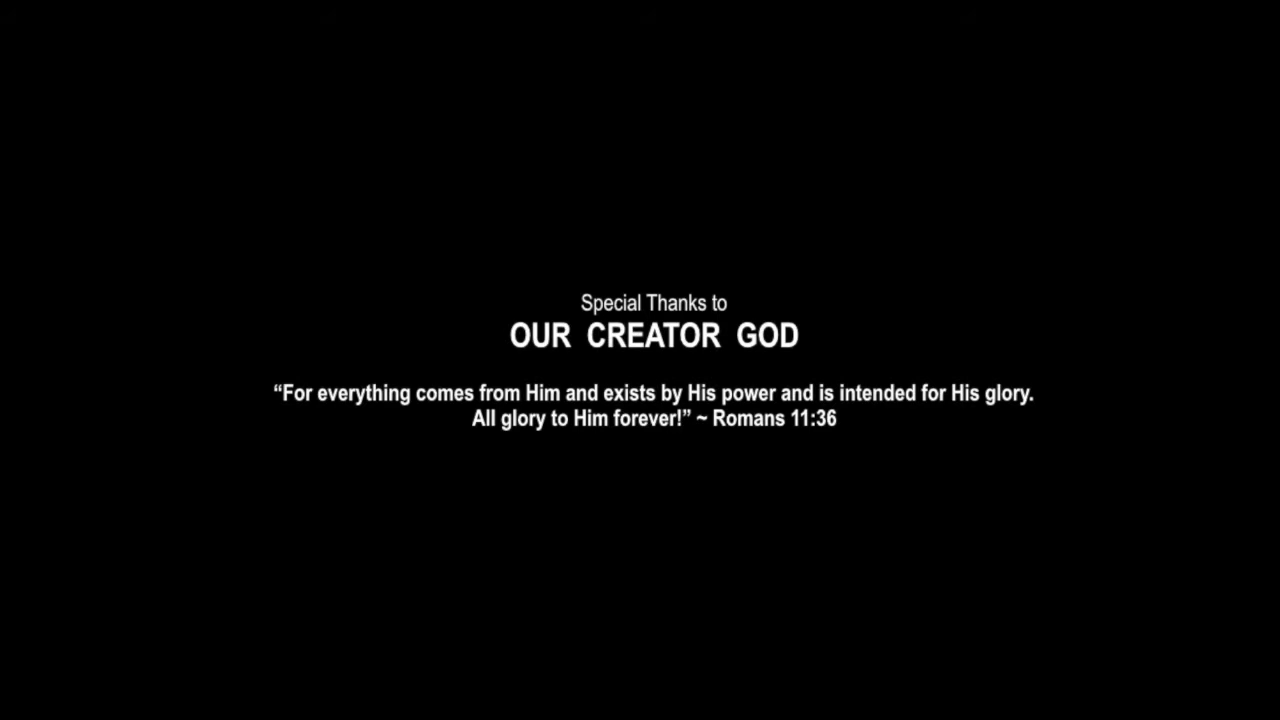 Special Thanks to
OUR CREATOR GOD
“For everything comes from Him and exists by His power and is intended for His glory.
All glory to Him forever!” ~ Romans 11:36